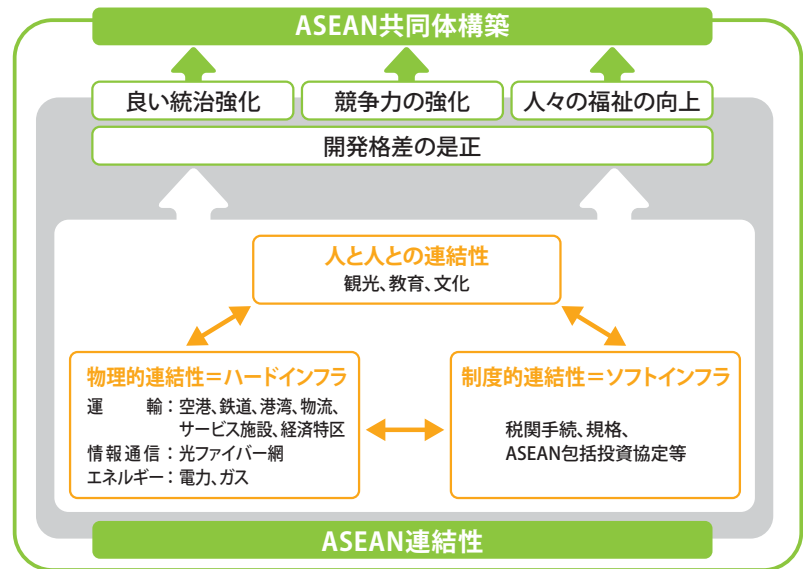 ASEAN共同体構築
良い統治強化
競争力の強化
人々の福祉の向上
開発格差の是正
人と人との連結性
観光、教育、文化
物理的連結性＝ハードインフラ
運　　輸：空港、鉄道、港湾、物流、
サービス施設、経済特区
情報通信：光ファイバー網
エネルギー：電力、ガス
制度的連結性＝ソフトインフラ
税関手続、規格、
ASEAN包括投資協定等
ASEAN連結性